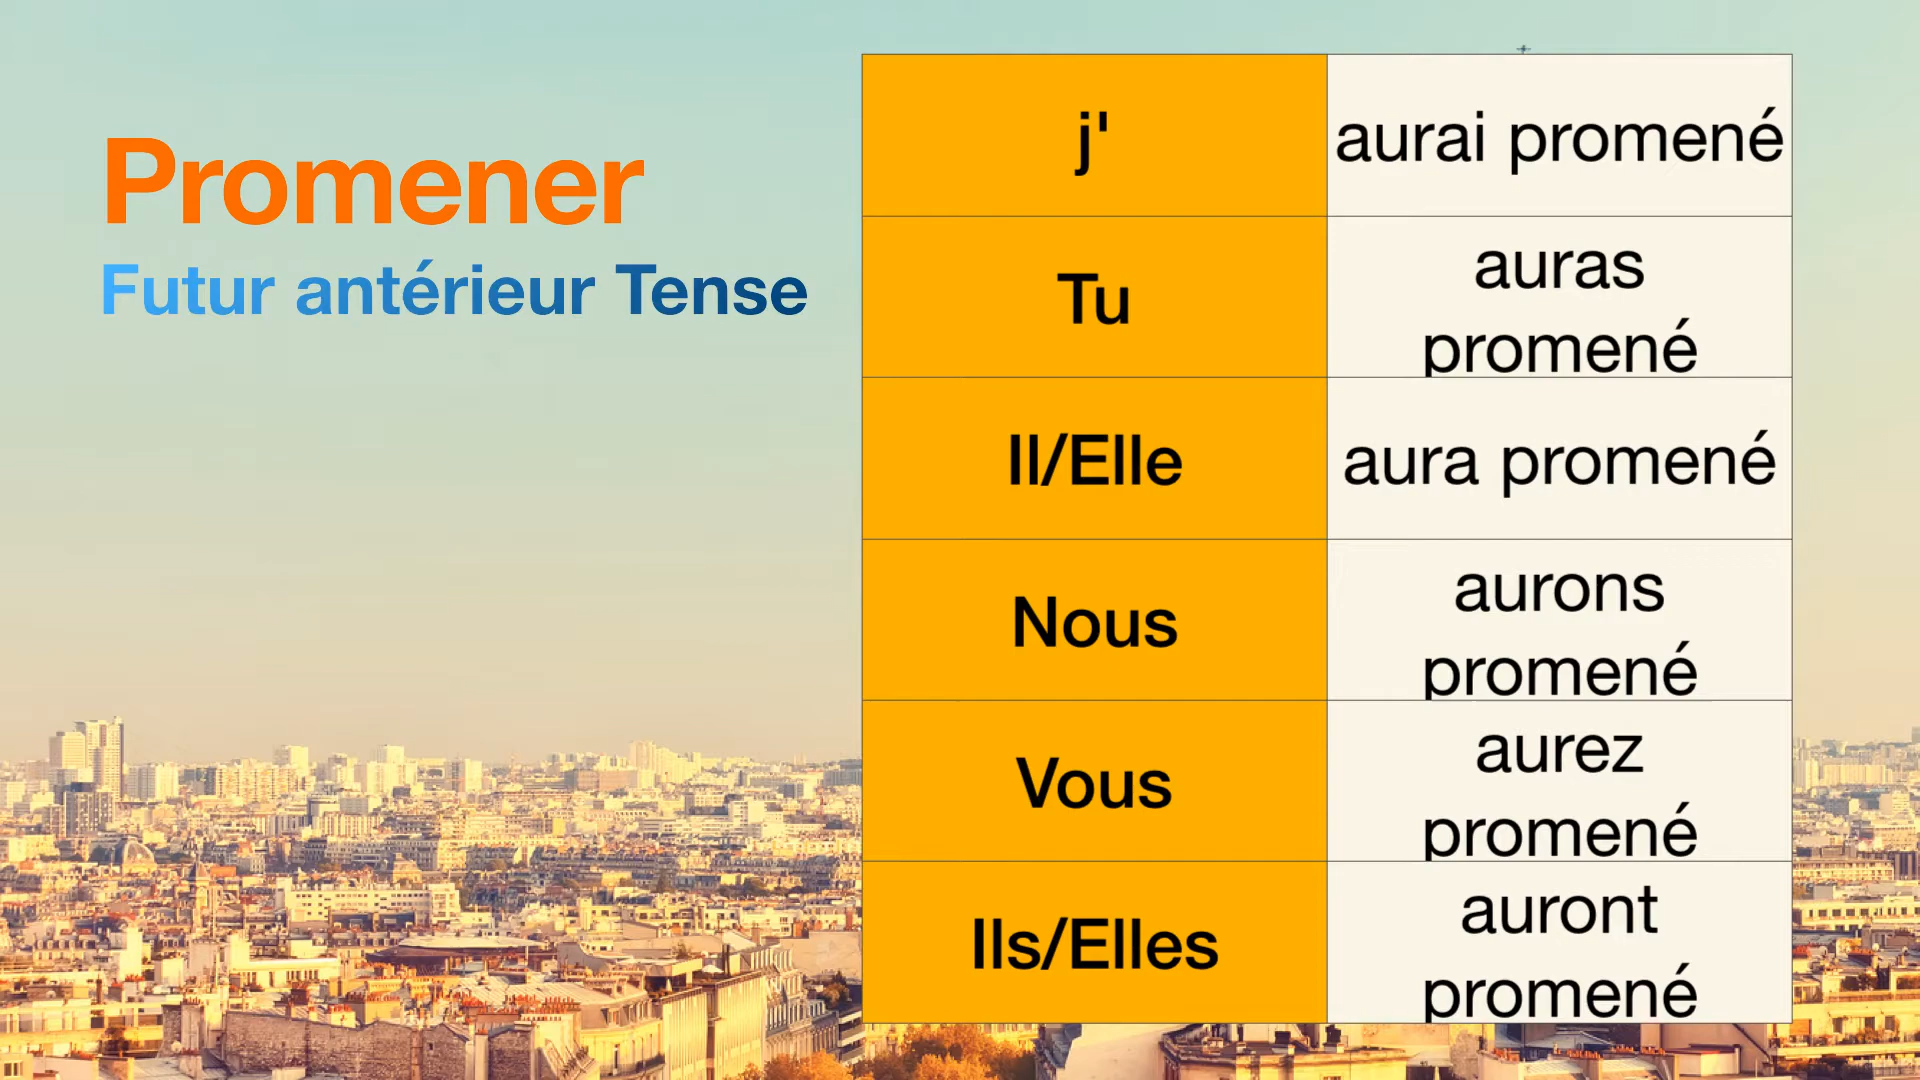 Promener
Futur antérieur Tense
j' aurai promené
Tu auras
promené
Il/Elle aura promené
Nous aurons
promené
Vous aurez
promené
Ils/Elles auront
promené